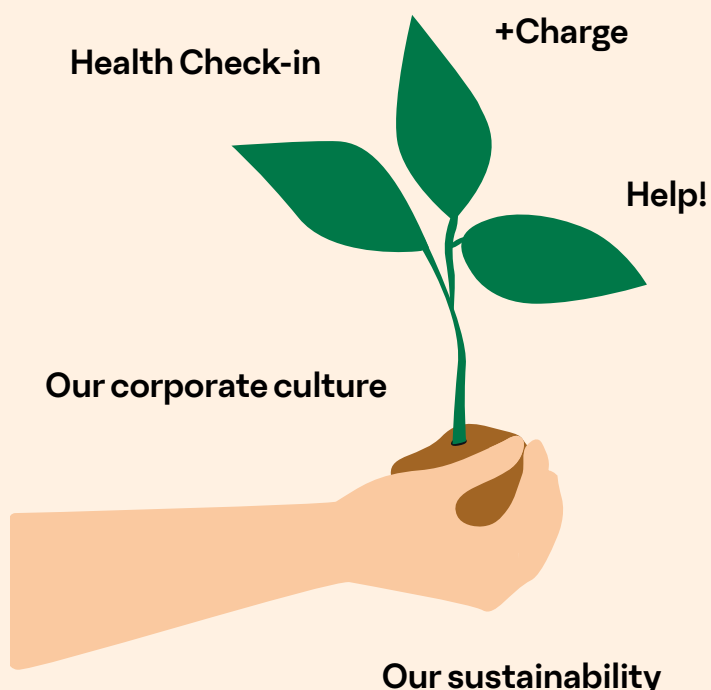 +Charge
Health Check-in
Help!
Our corporate culture
Our sustainability